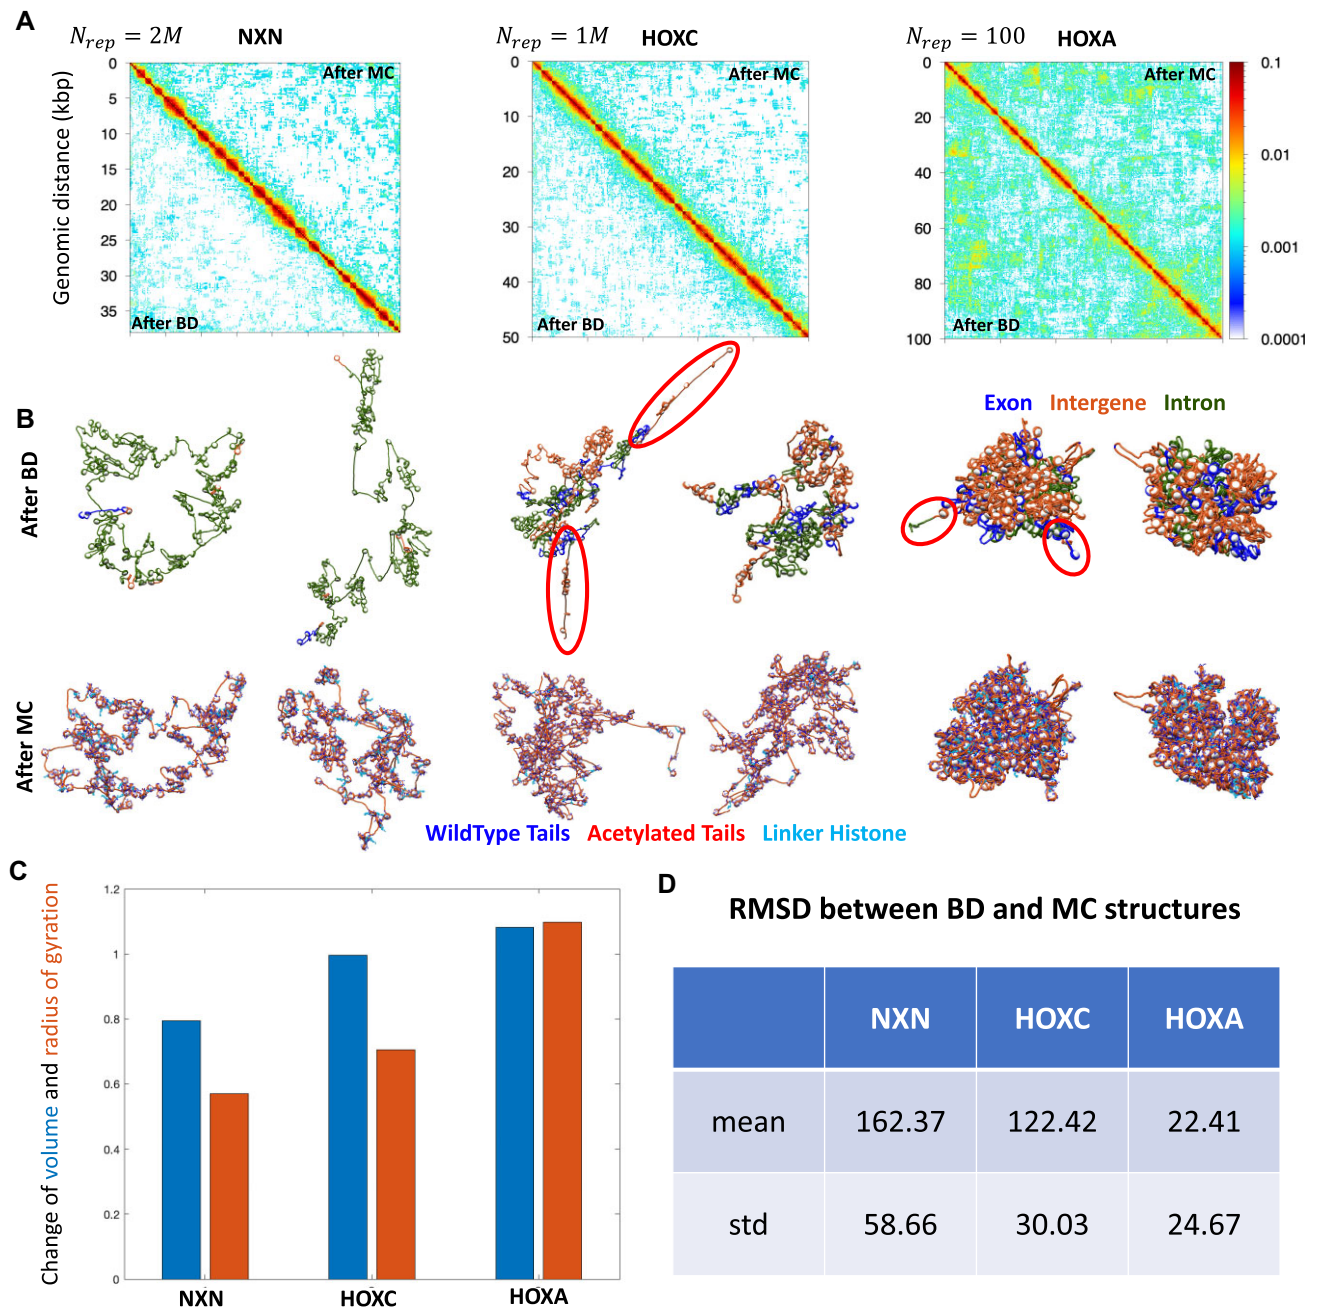 A
N_rep = 2M NXN
N_rep = 1M HOXC
N_rep = 100 HOXA
Genomic distance (kbp)
0
5
10
15
20
25
30
35
After MC
After BD
0
10
20
30
40
50
After MC
After BD
0
20
40
60
80
100
After MC
After BD
0.1
0.01
0.001
0.0001
B
Exon Intergene Intron
After BD
After MC
WildType Tails Acetylated Tails Linker Histone
C
Change of volume and radius of gyration
1.2
1
0.8
0.6
0.4
0.2
0
NXN HOXC HOXA
D
RMSD between BD and MC structures
NXN HOXC HOXA
mean 162.37 122.42 22.41
std 58.66 30.03 24.67